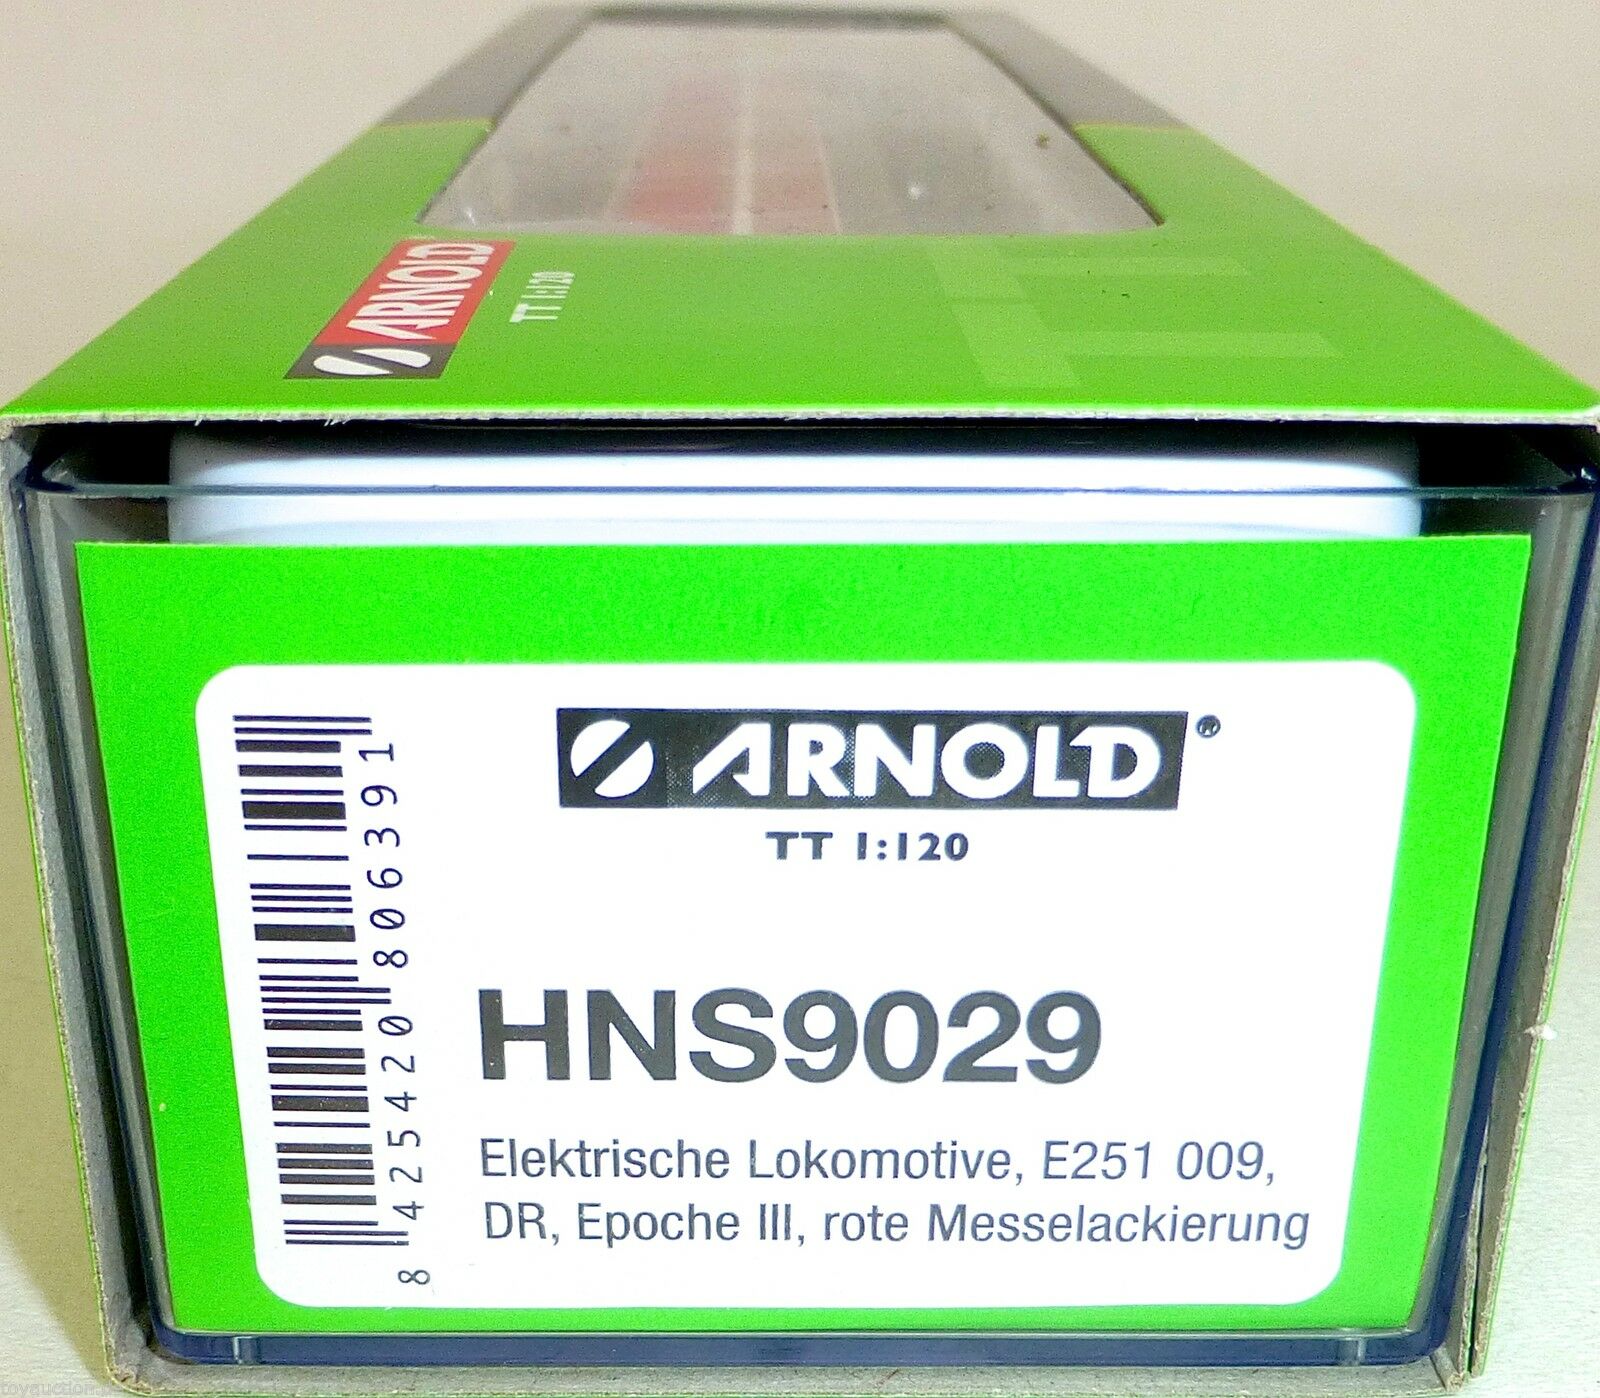 ARNOLD
TT 1:120
ARNOLD®
TT 1:120
HNS9029
Elektrische Lokomotive, E251 009,
DR, Epoche III, rote Messelackierung
8 425420 806391
TT